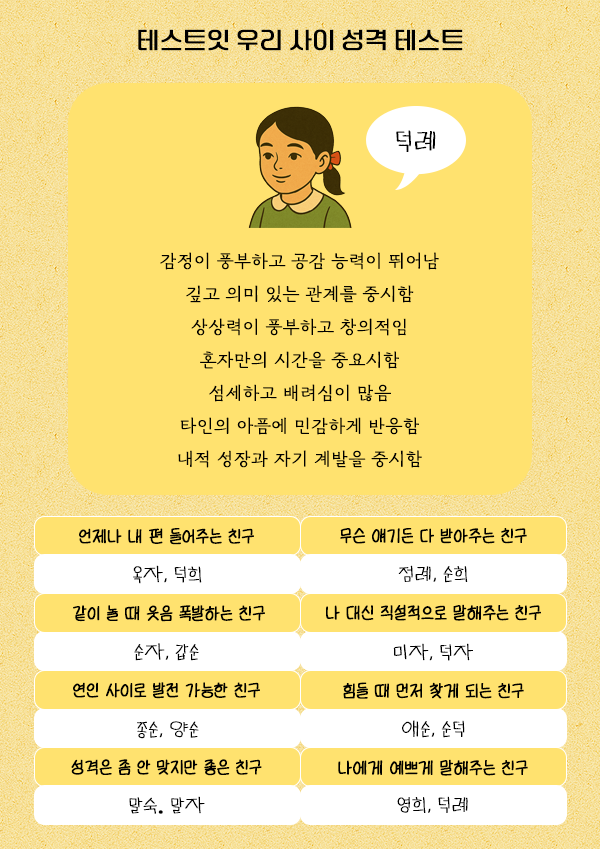 테스트잇 우리 사이 성격 테스트
덕례
감정이 풍부하고 공감 능력이 뛰어남
깊고 의미 있는 관계를 중시함
상상력이 풍부하고 창의적임
혼자만의 시간을 중요시함
섬세하고 배려심이 많음
타인의 아픔에 민감하게 반응함
내적 성장과 자기 계발을 중시함
언제나 내 편 들어주는 친구
무슨 얘기든 다 받아주는 친구
옥자, 덕희
점례, 순희
같이 놀 때 웃음 폭발하는 친구
나 대신 직설적으로 말해주는 친구
순자, 갑순
미자, 덕자
연인 사이로 발전 가능한 친구
힘들 때 먼저 찾게 되는 친구
종순, 양순
애순, 순덕
성격은 좀 안 맞지만 좋은 친구
나에게 예쁘게 말해주는 친구
말숙. 말자
영희, 덕례